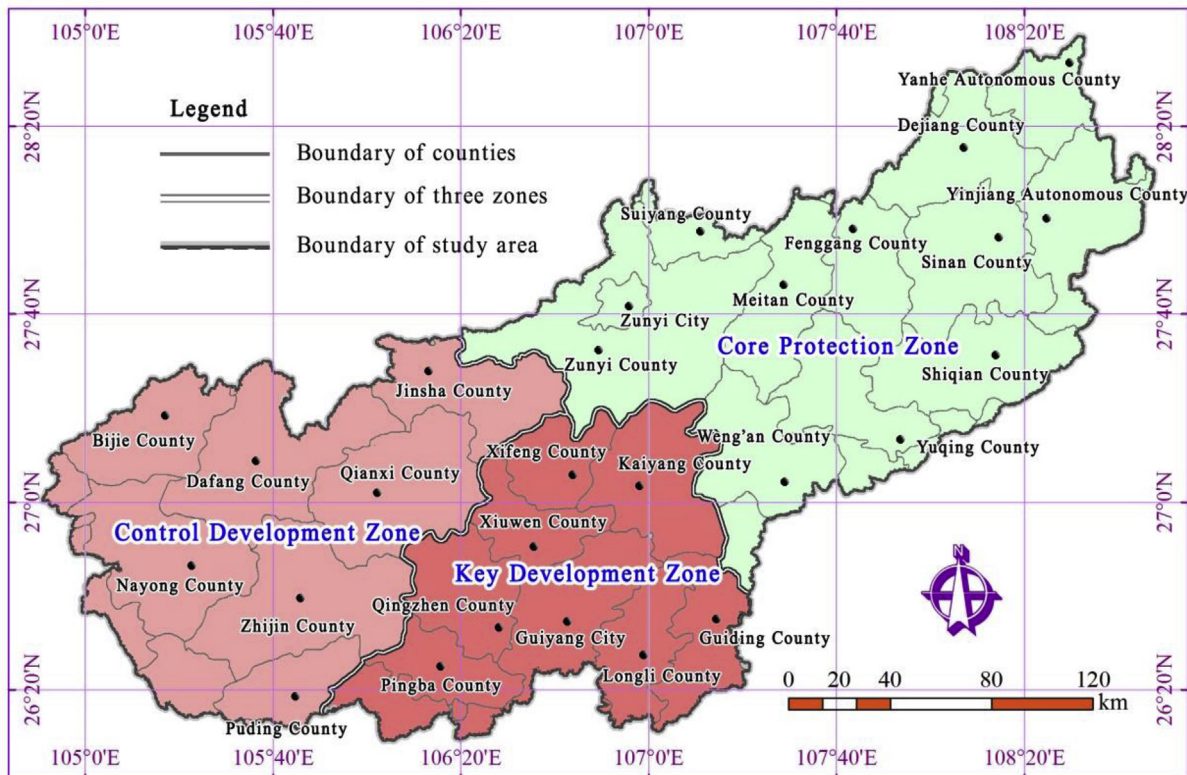 105°0'E 105°40'E 106°20'E 107°0'E 107°40'E 108°20'E
Legend
Boundary of counties
Boundary of three zones
Boundary of study area
28°20'N
27°40'N
27°0'N
26°20'N
28°20'N
27°40'N
27°0'N
26°20'N
Yanhe Autonomous County
Dejiang County
Yinjiang Autonomous County
Suiyang County
Fenggang County
Sinan County
Meitan County
Zunyi City
Core Protection Zone
Zunyi County
Shiqian County
Jinsha County
Bijie County
Weng'an County
Yuqing County
Xifeng County
Kaiyang County
Dafang County
Qianxi County
Control Development Zone
Xiuwen County
Key Development Zone
Nayong County
Qingzhen County
Zhijin County
Guiyang City
Guiding County
Longli County
Pingba County
Puding County
N
0 20 40 80 120
km
105°0'E 105°40'E 106°20'E 107°0'E 107°40'E 108°20'E